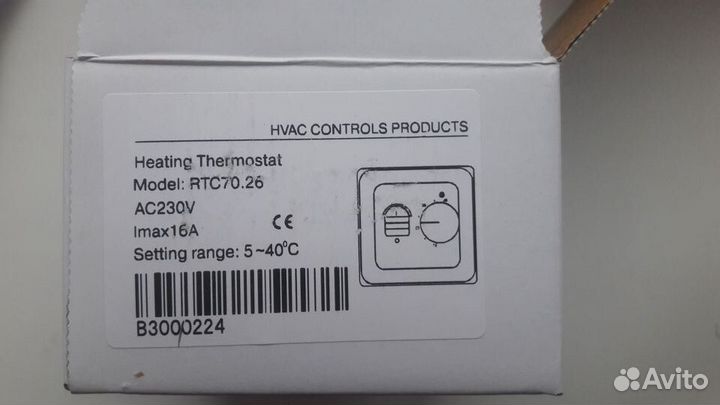 HVAC CONTROLS PRODUCTS
Heating Thermostat
Model: RTC70.26
AC230V
Imax16A
CE
Setting range: 5~40°C
B3000224
Avito